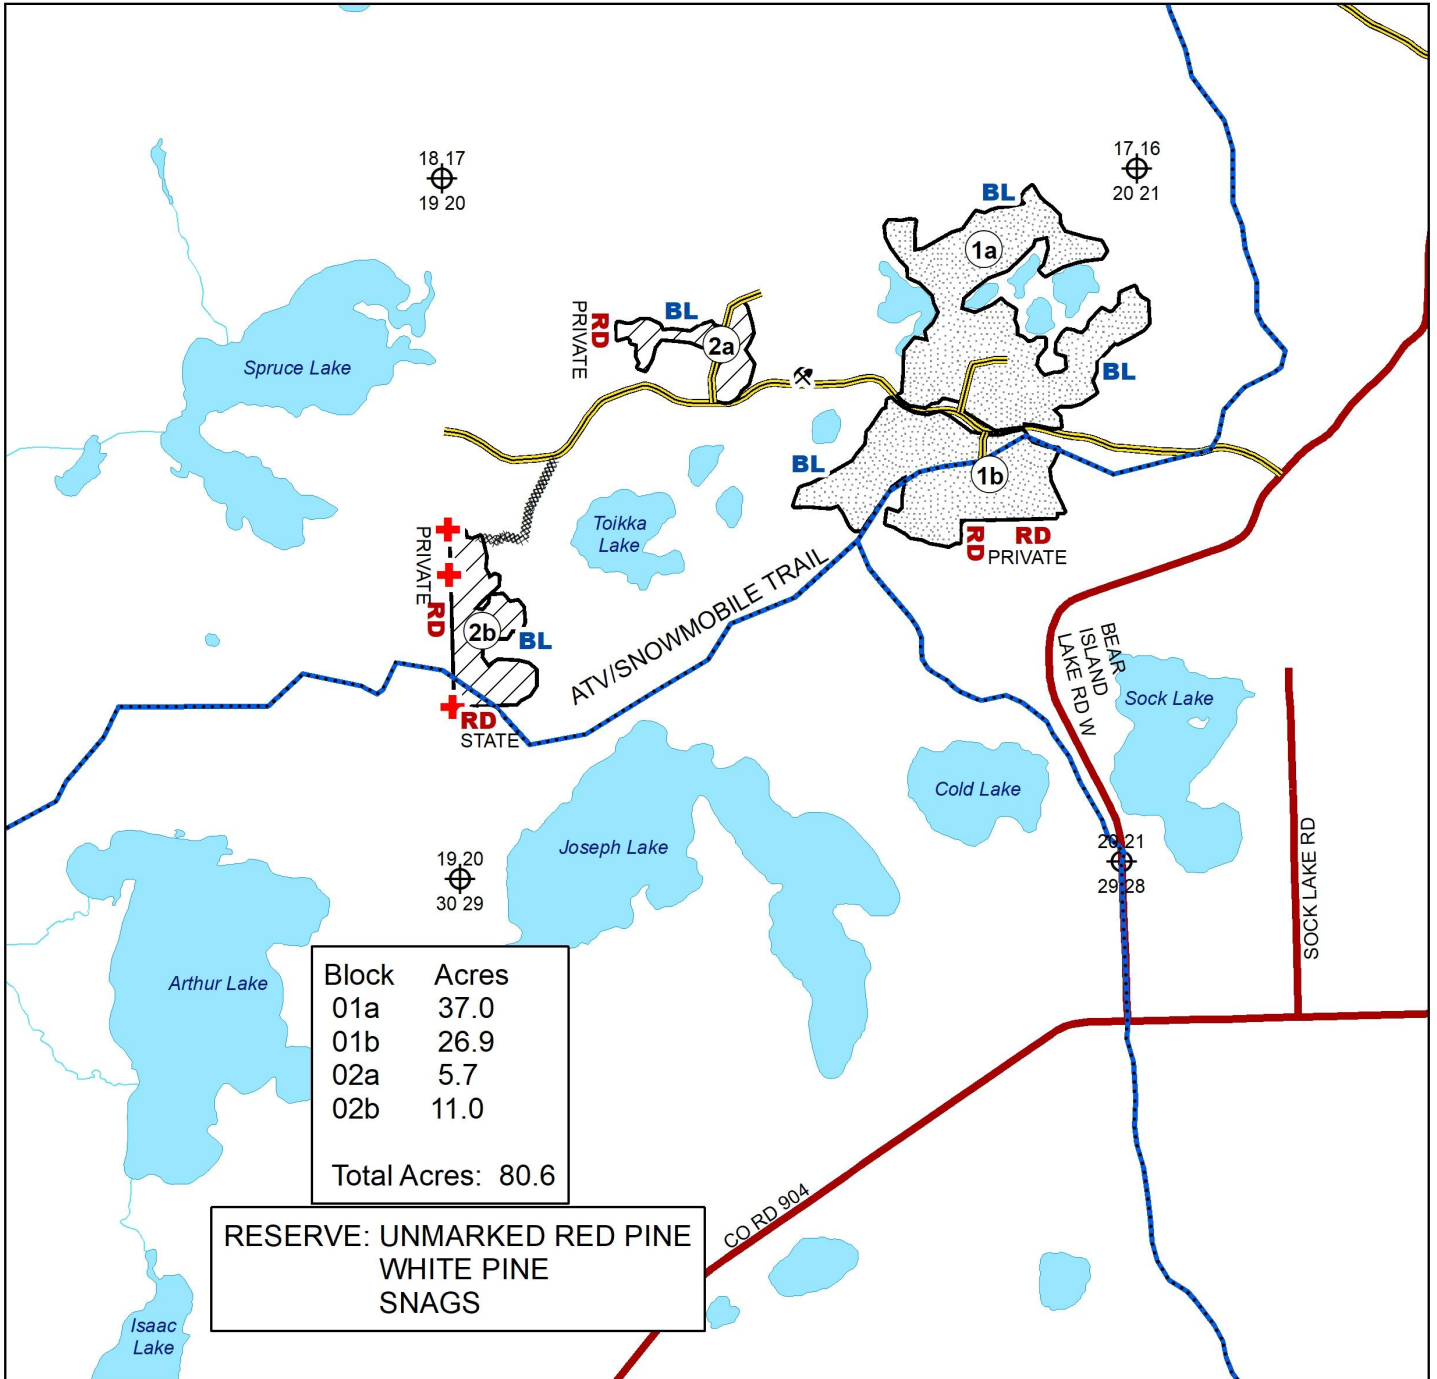 18 17
19 20
17 16
20 21
BL
1a
Spruce Lake
RD
PRIVATE
BL
2a
BL
BL
1b
RD
RD
PRIVATE
Toikka
Lake
PRIVATE
RD
2b
BL
RD
STATE
ATV/SNOWMOBILE TRAIL
BEAR
ISLAND
LAKE RD W
Sock Lake
Cold Lake
Joseph Lake
20 21
29 28
SOCK LAKE RD
19 20
30 29
Arthur Lake
Block Acres
01a 37.0
01b 26.9
02a 5.7
02b 11.0
Total Acres: 80.6
CO RD 904
RESERVE: UNMARKED RED PINE
WHITE PINE
SNAGS
Isaac
Lake